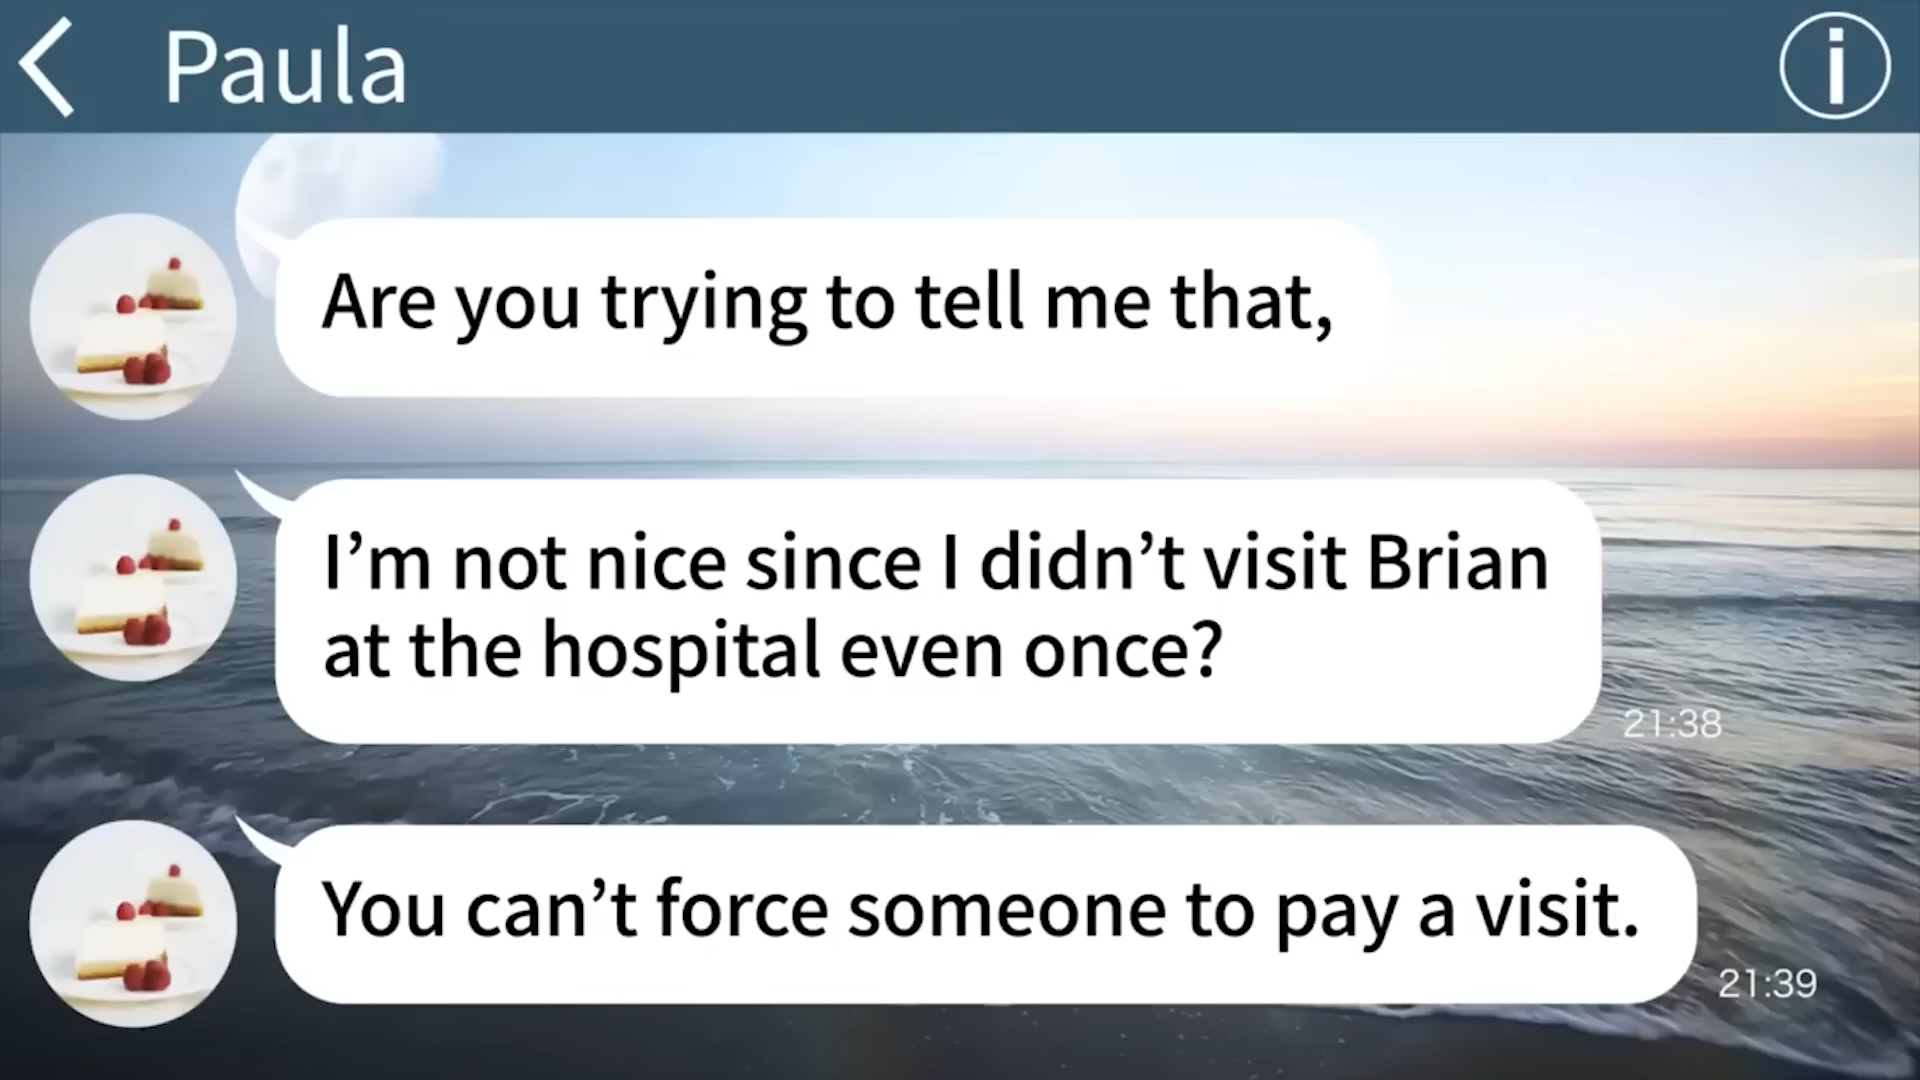 Paula
Are you trying to tell me that,
I’m not nice since I didn’t visit Brian
at the hospital even once?
21:38
You can’t force someone to pay a visit.
21:39